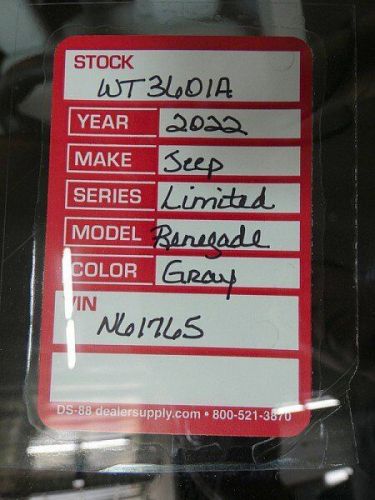 STOCK
WT3601A
YEAR 2022
MAKE Jeep
SERIES Limited
MODEL Renegade
COLOR Gray
VIN
N61765
DS-88 dealersupply.com • 800-521-3870